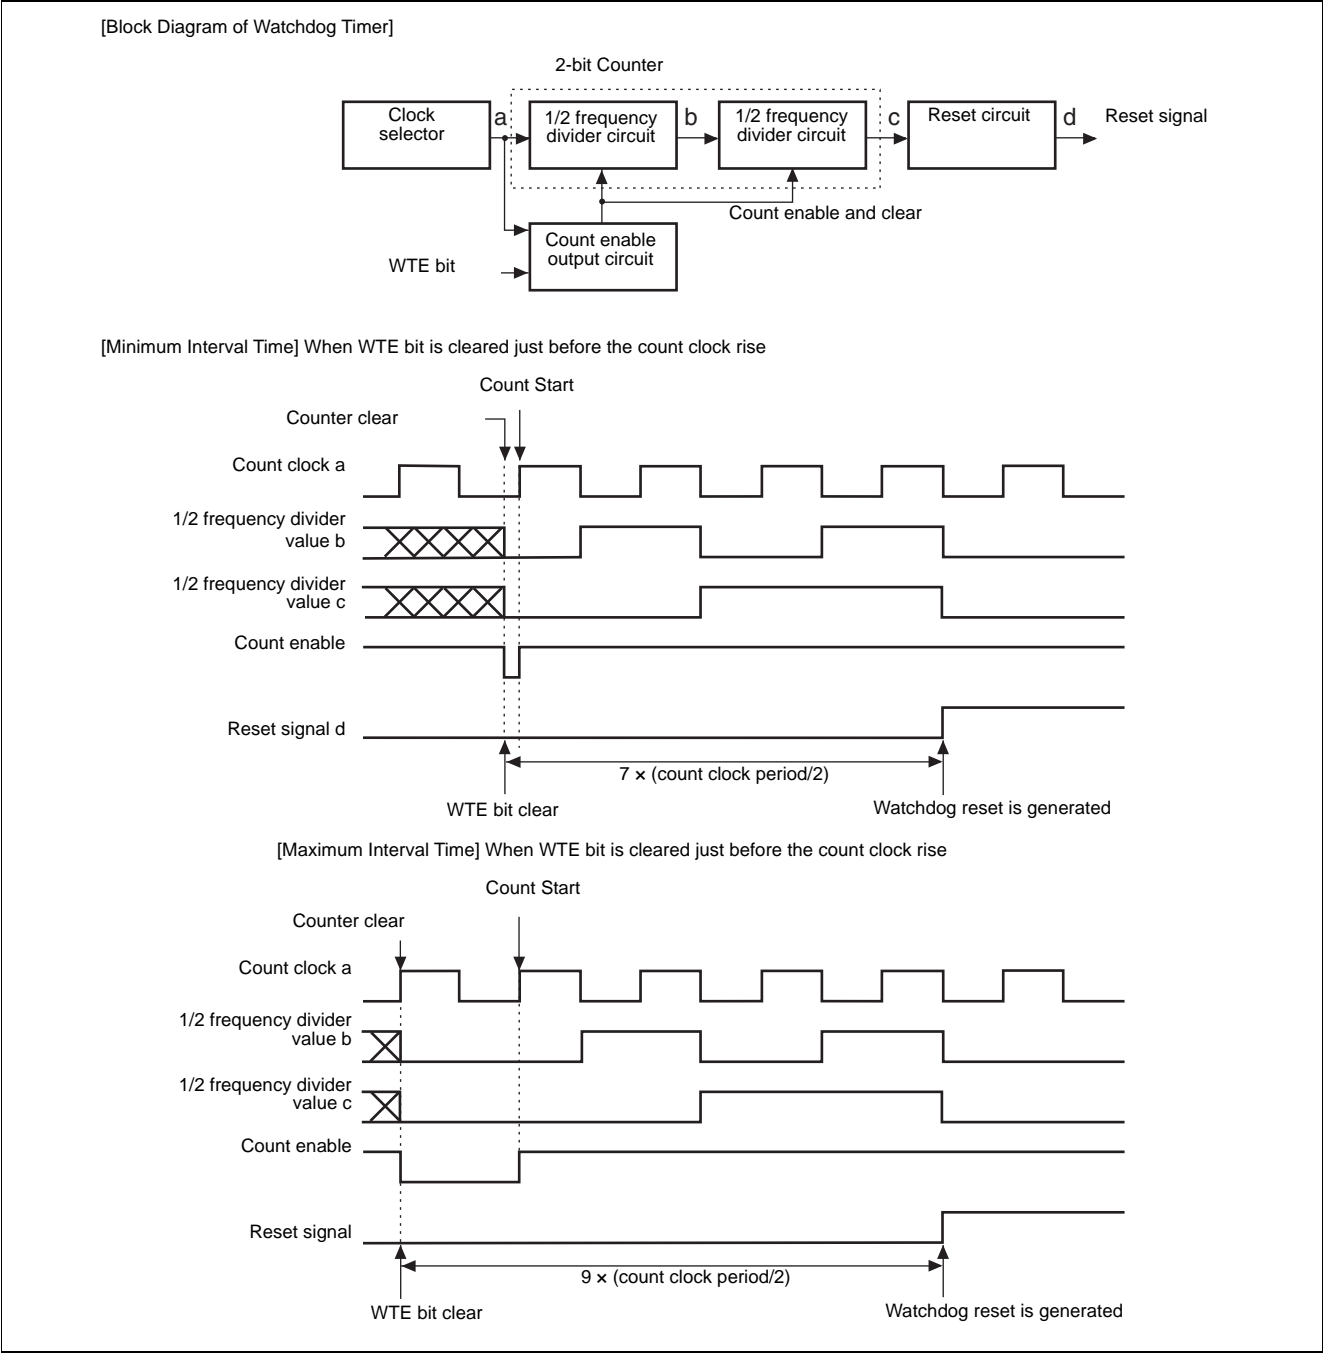 [Block Diagram of Watchdog Timer]
2-bit Counter
Clock
selector
a
1/2 frequency
divider circuit
b
1/2 frequency
divider circuit
c
Reset circuit
d
Reset signal
Count enable and clear
Count enable
output circuit
WTE bit
[Minimum Interval Time] When WTE bit is cleared just before the count clock rise
Count Start
Counter clear
Count clock a
1/2 frequency divider
value b
1/2 frequency divider
value c
Count enable
Reset signal d
7 × (count clock period/2)
WTE bit clear
Watchdog reset is generated
[Maximum Interval Time] When WTE bit is cleared just before the count clock rise
Count Start
Counter clear
Count clock a
1/2 frequency divider
value b
1/2 frequency divider
value c
Count enable
Reset signal
9 × (count clock period/2)
WTE bit clear
Watchdog reset is generated